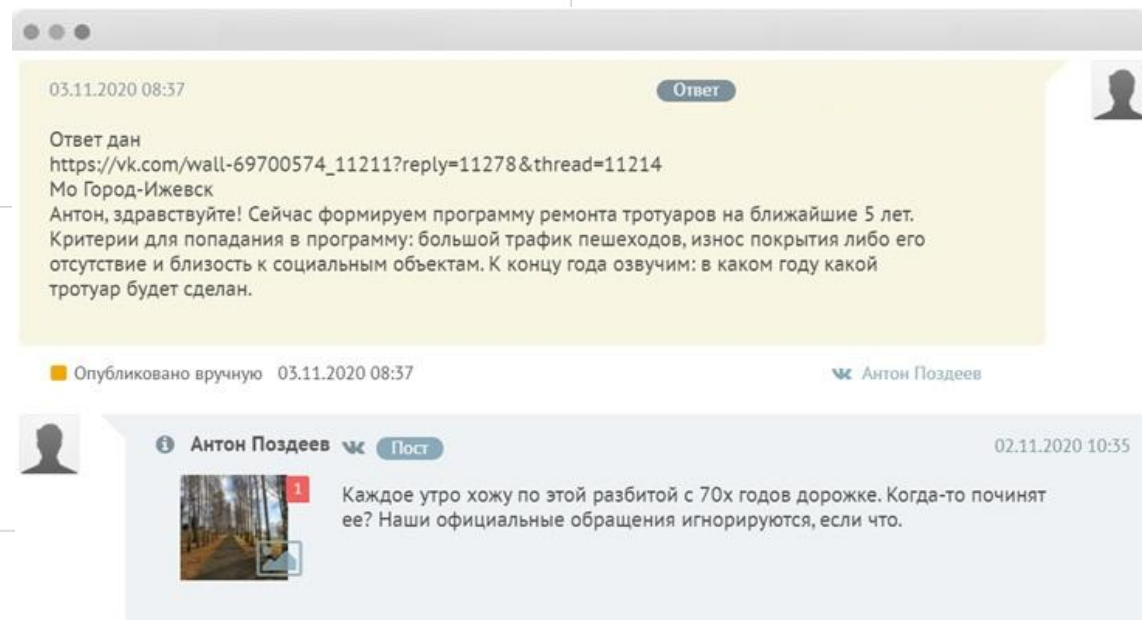 03.11.2020 08:37
Ответ
Ответ дан
https://vk.com/wall-69700574_11211?reply=11278&thread=11214
Мо Город-Ижевск
Антон, здравствуйте! Сейчас формируем программу ремонта тротуаров на ближайшие 5 лет.
Критерии для попадания в программу: большой трафик пешеходов, износ покрытия либо его
отсутствие и близость к социальным объектам. К концу года озвучим: в каком году какой
тротуар будет сделан.
Опубликовано вручную 03.11.2020 08:37
Антон Поздеев
Антон Поздеев
Пост
02.11.2020 10:35
1
Каждое утро хожу по этой разбитой с 70х годов дорожке. Когда-то починят
ее? Наши официальные обращения игнорируются, если что.